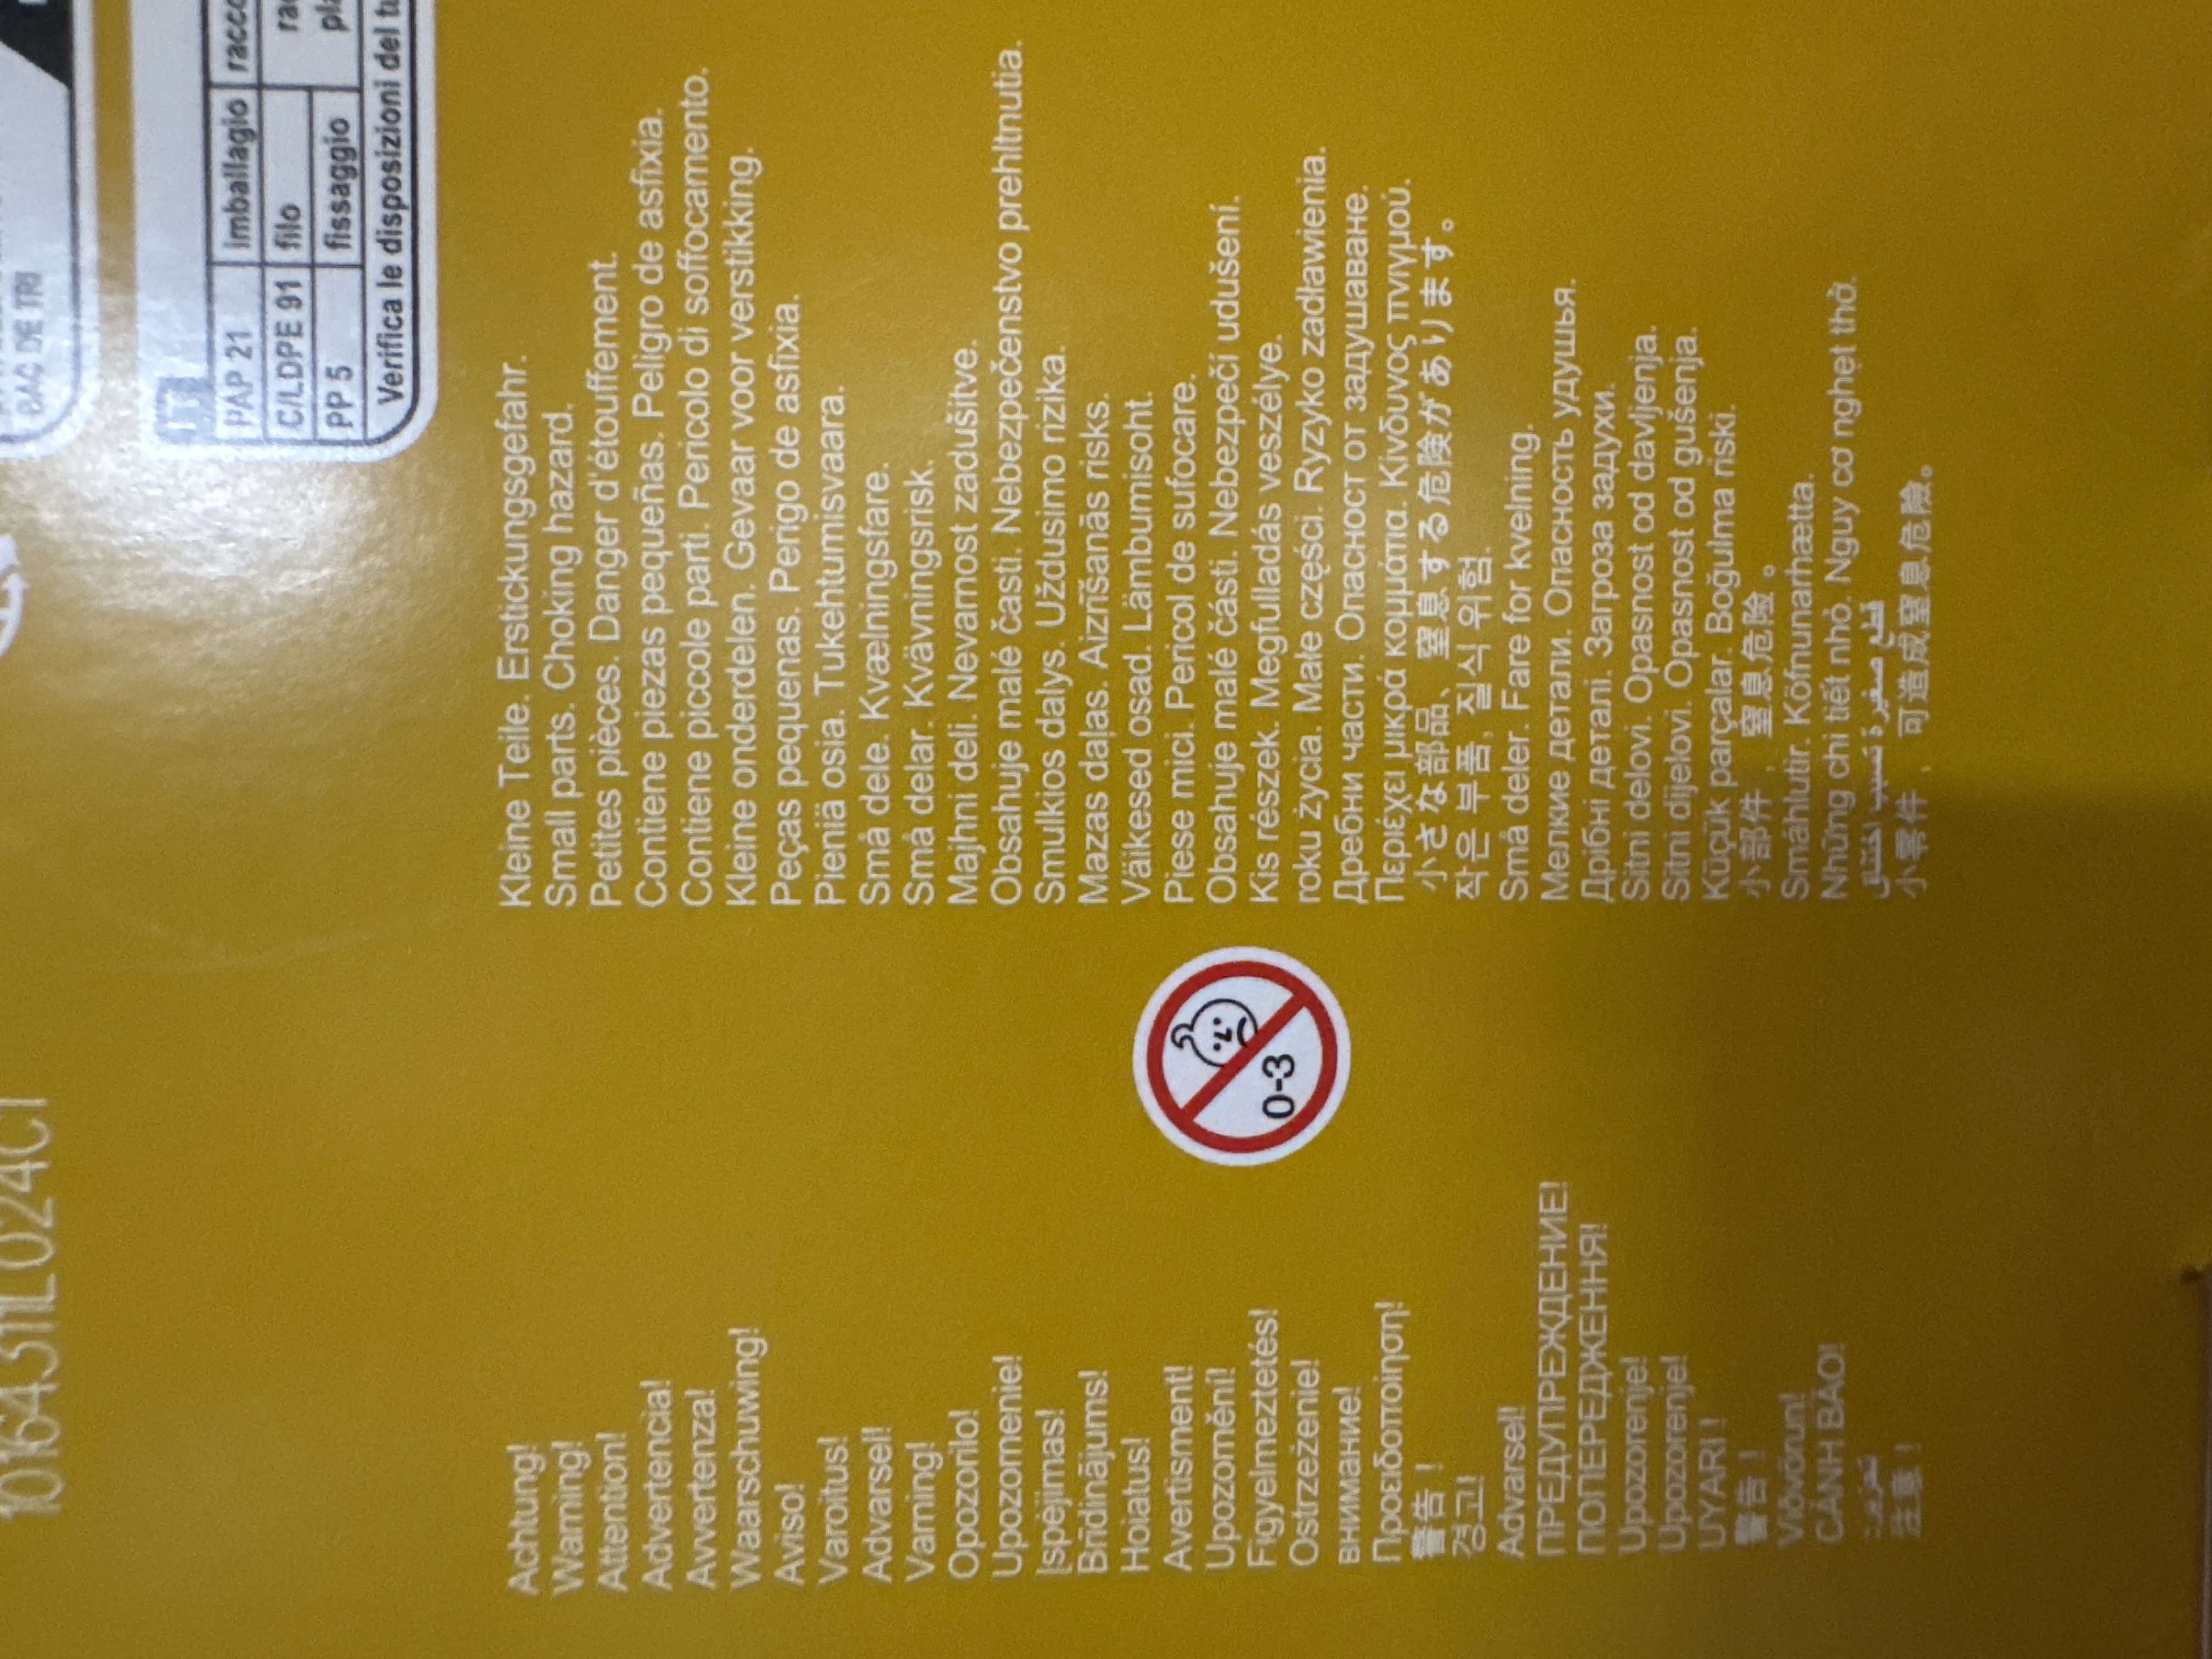 BAC DE TRI
IT
PAP 21 imballagio
C/LDPE 91 filo
PP 5 fissaggio
Verifica le disposizioni del
Achtung! Kleine Teile. Erstickungsgefahr.
Warning! Small parts. Choking hazard.
Attention! Petites pièces. Danger d'étouffement.
Advertencia! Contiene piezas pequeñas. Peligro de asfixia.
Avvertenza! Contiene piccole parti. Pericolo di soffocamento.
Waarschuwing! Kleine onderdelen. Gevaar voor verstikking.
Aviso! Peças pequenas. Perigo de asfixia.
Varoitus! Pieniä osia. Tukehtumisvaara.
Advarsel! Små dele. Kvælningsfare.
Varning! Små delar. Kvävningsrisk.
Opozorilo! Majhni deli. Nevarnost zadušitve.
Upozornenie! Obsahuje malé časti. Nebezpečenstvo prehltnutia.
Įspėjimas! Smulkios dalys. Uždusimo rizika.
Brīdinājums! Mazas daļas. Aizrīšanās risks.
Hoiatus! Väikesed osad. Lämbumisoht.
Avertisment! Piese mici. Pericol de sufocare.
Upozornění! Obsahuje malé části. Nebezpečí udušení.
Figyelmeztetés! Kis részek. Megfulladás veszélye.
Ostrzeżenie! roku życia. Małe części. Ryzyko zadławienia.
внимание! Дребни части. Опасност от задушаване.
Προειδοποίηση! Περιέχει μικρά κομμάτια. Κίνδυνος πνιγμού.
警告！ 小さな部品、窒息する危険があります。
경고! 작은 부품, 질식 위험.
Advarsel! Små deler. Fare for kvelning.
ПРЕДУПРЕЖДЕНИЕ! Мелкие детали. Опасность удушья.
ПОПЕРЕДЖЕННЯ! Дрібні деталі. Загроза задухи.
Upozorenje! Sitni delovi. Opasnost od davljenja.
Upozorenje! Sitni dijelovi. Opasnost od gušenja.
UYARI ! Küçük parçalar. Boğulma riski.
警告！ 小部件，窒息危險。
Viðvörun! Smáhlutir. Köfnunarhætta.
CẢNH BÁO! Những chi tiết nhỏ. Nguy cơ nghẹt thở.
قطع صغيرة تسبب اختناق
注意！ 小零件，可造成窒息危險。
0-3